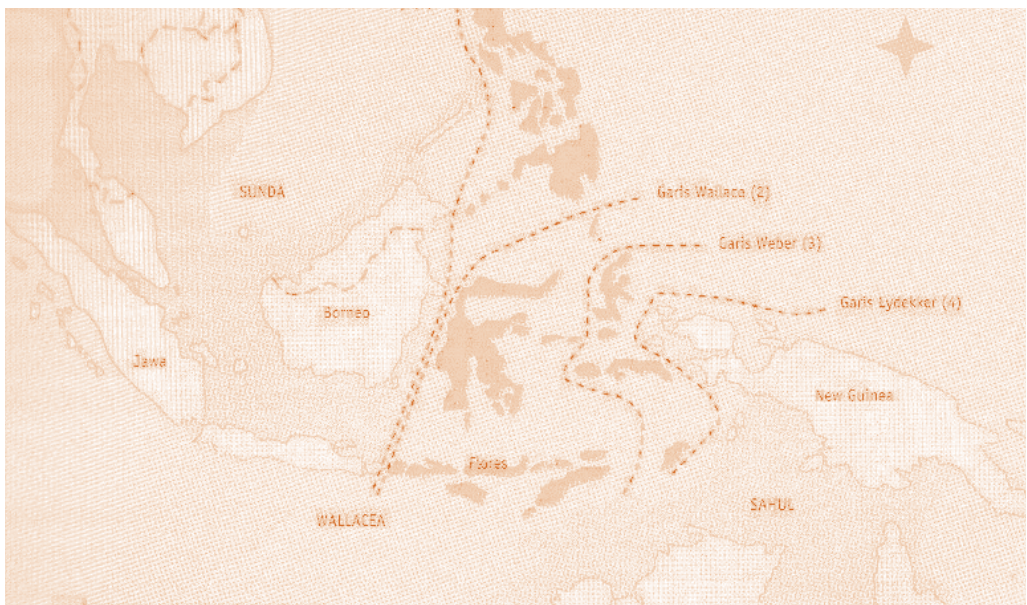 SUNDA
Garis Wallace (2)
Garis Weber (3)
Garis Lydekker (4)
Borneo
Jawa
New Guinea
Flores
SAHUL
WALLACEA